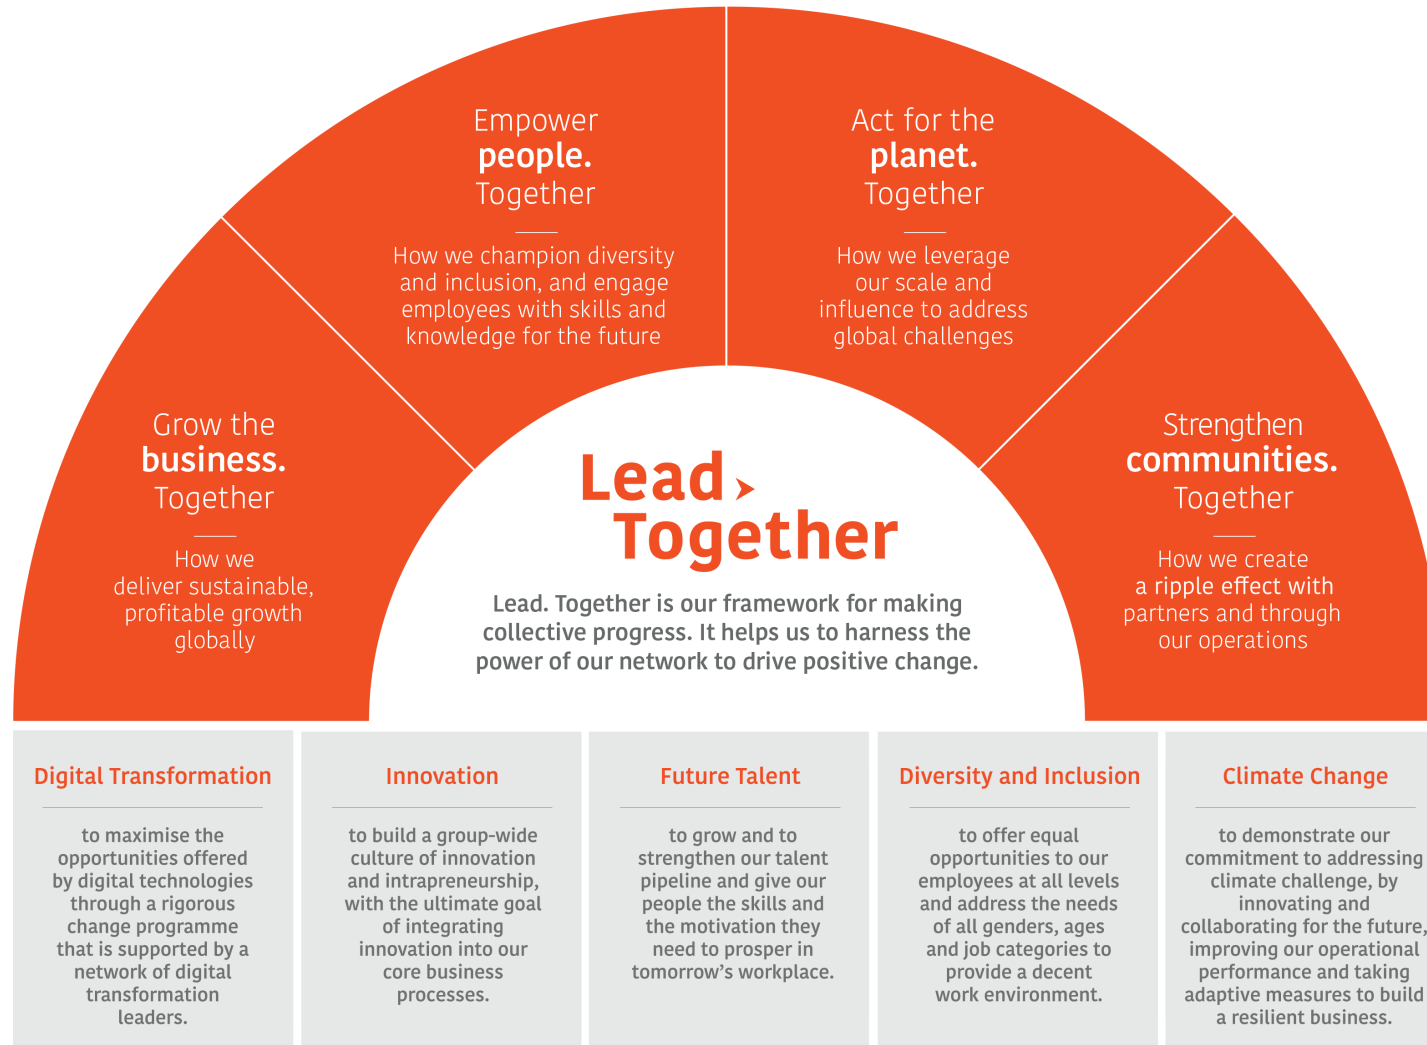 Empower
people.
Together
How we champion diversity
and inclusion, and engage
employees with skills and
knowledge for the future
Act for the
planet.
Together
How we leverage
our scale and
influence to address
global challenges
Grow the
business.
Together
How we
deliver sustainable,
profitable growth
globally
Strengthen
communities.
Together
How we create
a ripple effect with
partners and through
our operations
Lead
Together
Lead. Together is our framework for making
collective progress. It helps us to harness the
power of our network to drive positive change.
Digital Transformation
to maximise the
opportunities offered
by digital technologies
through a rigorous
change programme
that is supported by a
network of digital
transformation
leaders.
Innovation
to build a group-wide
culture of innovation
and intrapreneurship,
with the ultimate goal
of integrating
innovation into our
core business
processes.
Future Talent
to grow and to
strengthen our talent
pipeline and give our
people the skills and
the motivation they
need to prosper in
tomorrow’s workplace.
Diversity and Inclusion
to offer equal
opportunities to our
employees at all levels
and address the needs
of all genders, ages
and job categories to
provide a decent
work environment.
Climate Change
to demonstrate our
commitment to addressing
climate challenge, by
innovating and
collaborating for the future,
improving our operational
performance and taking
adaptive measures to build
a resilient business.